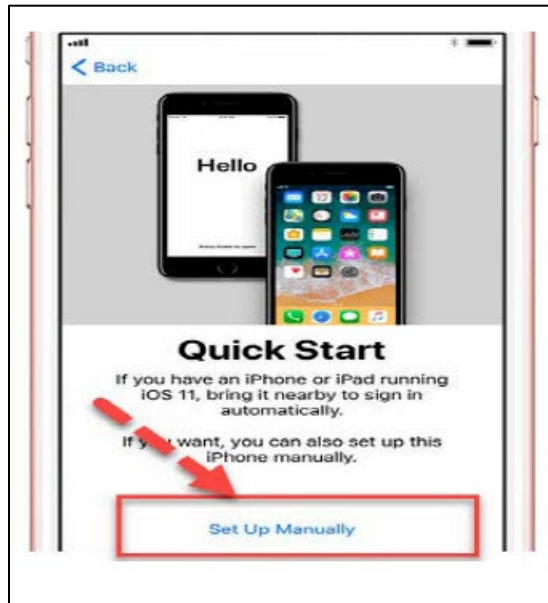 Back
Hello
Quick Start
If you have an iPhone or iPad running
iOS 11, bring it nearby to sign in
automatically.
If you want, you can also set up this
iPhone manually.
Set Up Manually